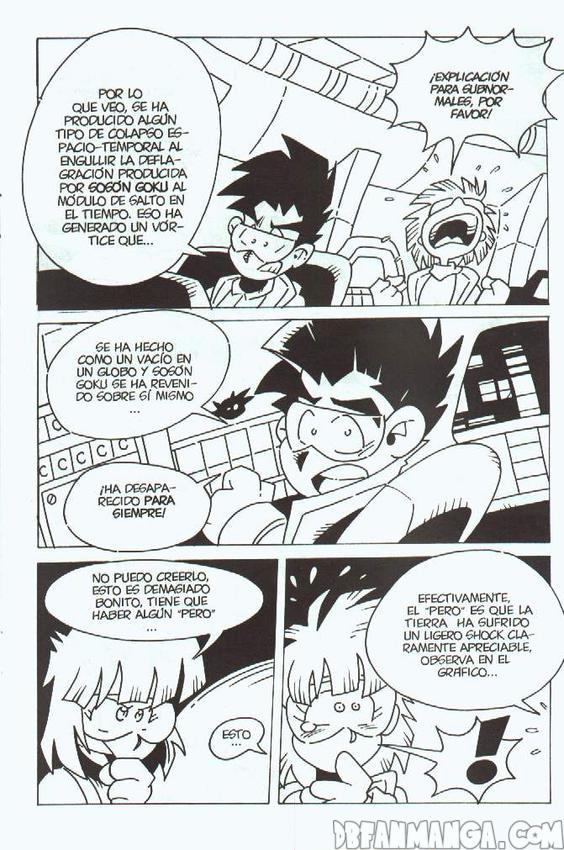 POR LO
QUE VEO, SE HA
PRODUCIDO ALGÚN
TIPO DE COLAPSO ES-
PACIO-TEMPORAL AL
ENGULLIR LA DEFLA-
GRACIÓN PRODUCIDA
POR SOSÓN GOKU AL
MÓDULO DE SALTO EN
EL TIEMPO. ESO HA
GENERADO UN VÓR-
TICE QUE...
¡EXPLICACIÓN
PARA SUBNOR-
MALES, POR
FAVOR!
SE HA HECHO
COMO UN VACÍO EN
UN GLOBO Y SOSÓN
GOKU SE HA REVENI-
DO SOBRE SÍ MISMO
...
¡HA DESAPA-
RECIDO PARA
SIEMPRE!
C C C C C
NO PUEDO CREERLO,
ESTO ES DEMASIADO
BONITO, TIENE QUE
HABER ALGÚN "PERO"
...
ESTO
...
EFECTIVAMENTE,
EL "PERO" ES QUE LA
TIERRA HA SUFRIDO
UN LIGERO SHOCK CLA-
RAMENTE APRECIABLE,
OBSERVA EN EL
GRÁFICO...
!
DBFANMANGA.COM